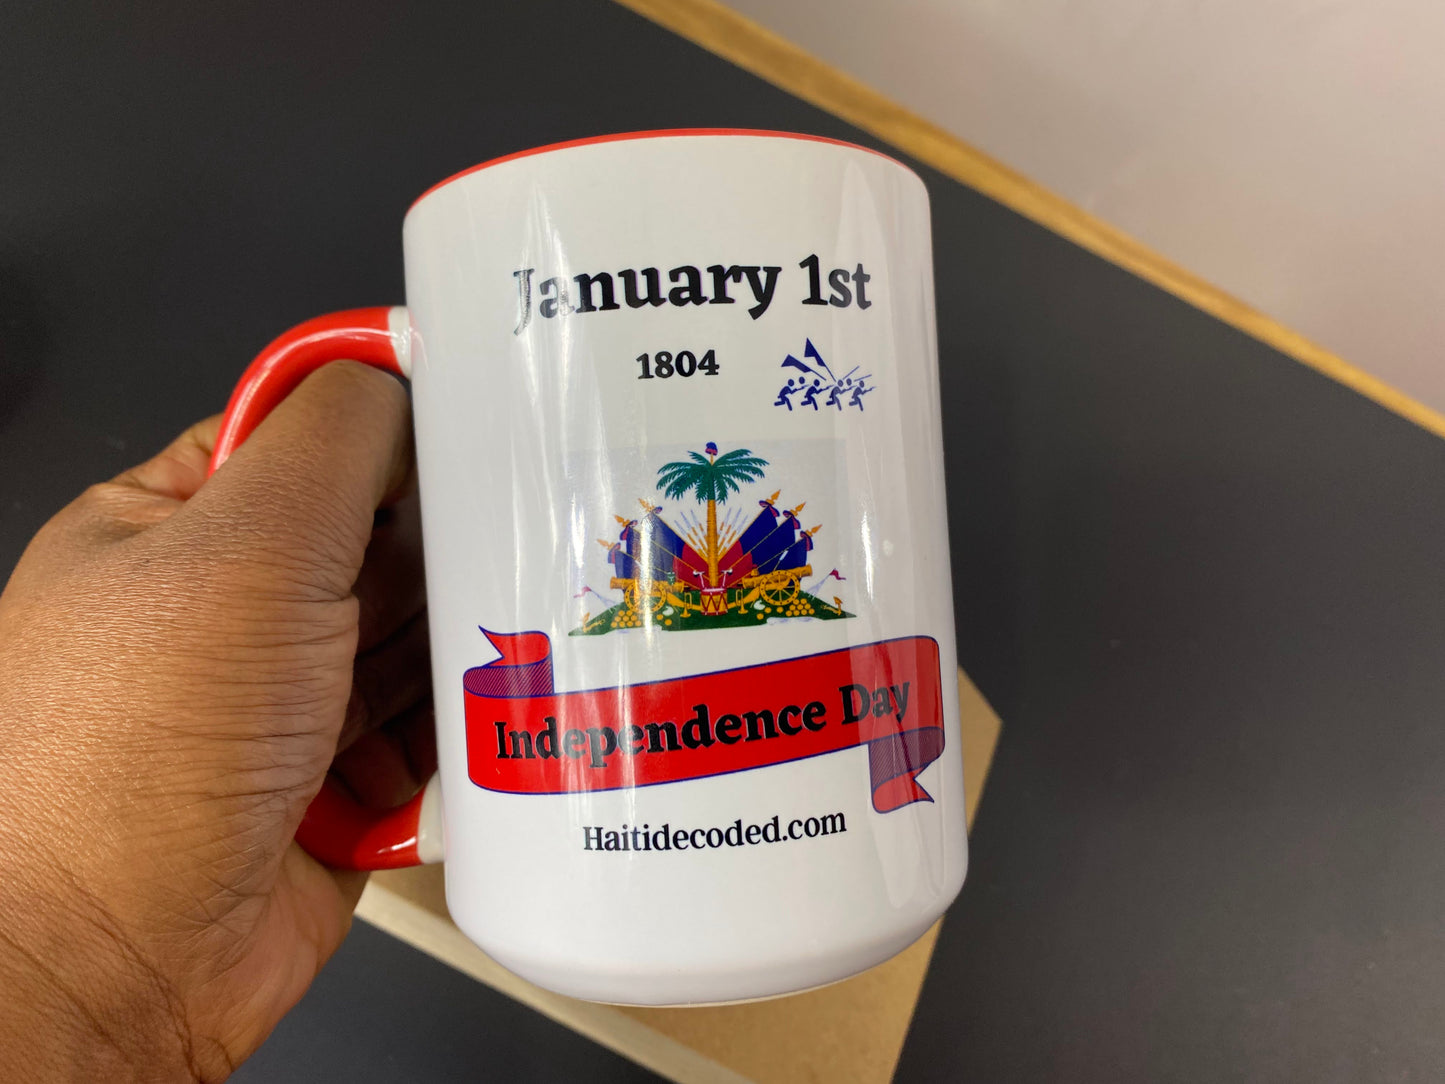 January 1st
1804
Independence Day
Haitidecoded.com